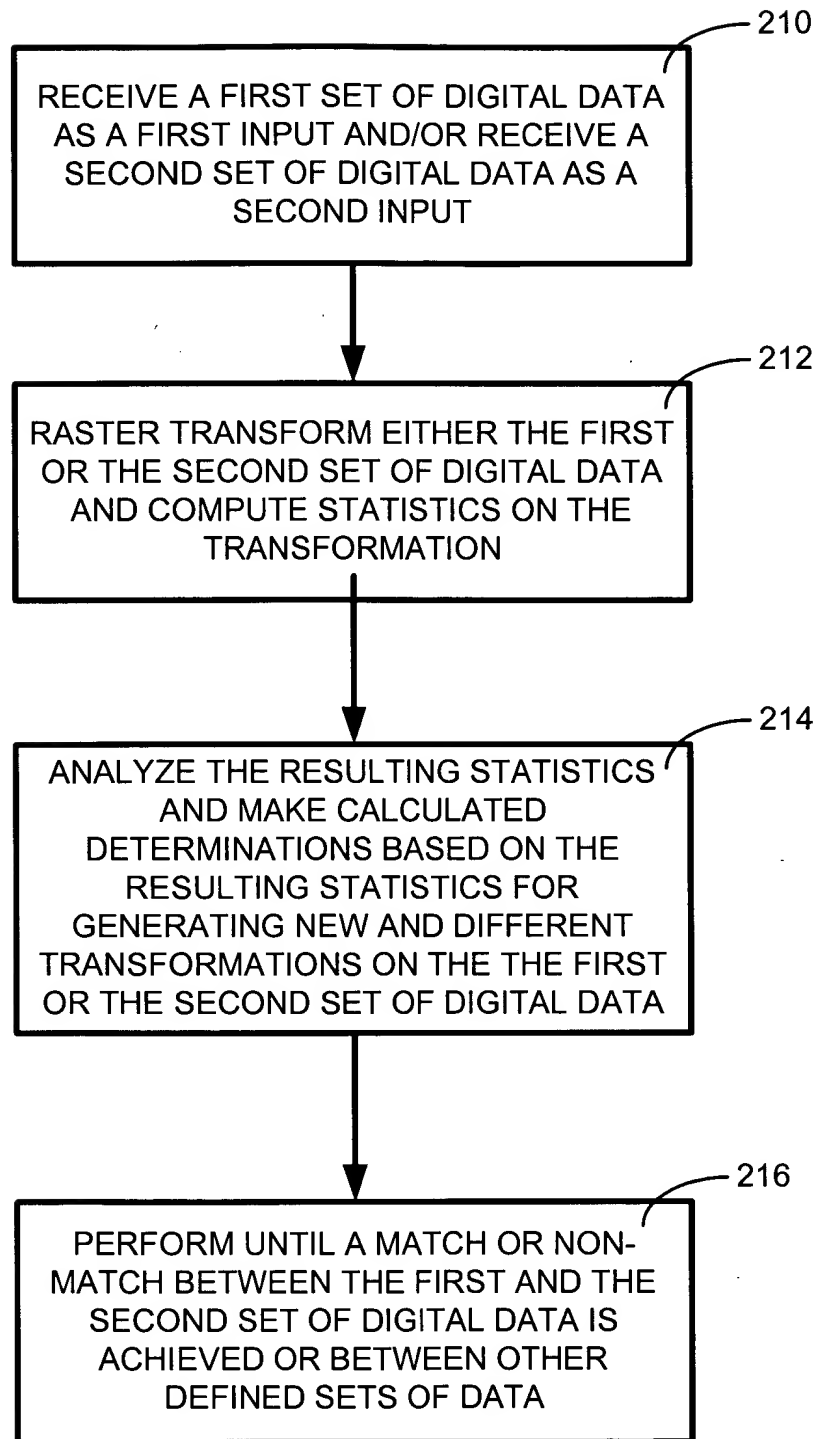 210
RECEIVE A FIRST SET OF DIGITAL DATA
AS A FIRST INPUT AND/OR RECEIVE A
SECOND SET OF DIGITAL DATA AS A
SECOND INPUT
212
RASTER TRANSFORM EITHER THE FIRST
OR THE SECOND SET OF DIGITAL DATA
AND COMPUTE STATISTICS ON THE
TRANSFORMATION
214
ANALYZE THE RESULTING STATISTICS
AND MAKE CALCULATED
DETERMINATIONS BASED ON THE
RESULTING STATISTICS FOR
GENERATING NEW AND DIFFERENT
TRANSFORMATIONS ON THE THE FIRST
OR THE SECOND SET OF DIGITAL DATA
216
PERFORM UNTIL A MATCH OR NON-
MATCH BETWEEN THE FIRST AND THE
SECOND SET OF DIGITAL DATA IS
ACHIEVED OR BETWEEN OTHER
DEFINED SETS OF DATA